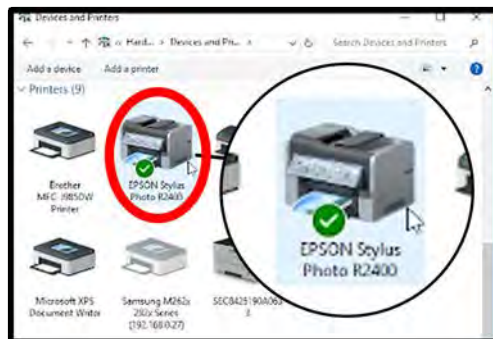 Devices and Printers
« Hard... > Devices and Pri... >
Search Devices and Printers
Add a device
Add a printer
Printers (9)
Brother
Printer
EPSON Stylus
Photo R2400
EPSON Stylus
Photo R2400
Microsoft XPS
Document Writer
Samsung M262x
282x Series
(192.168.0.27)